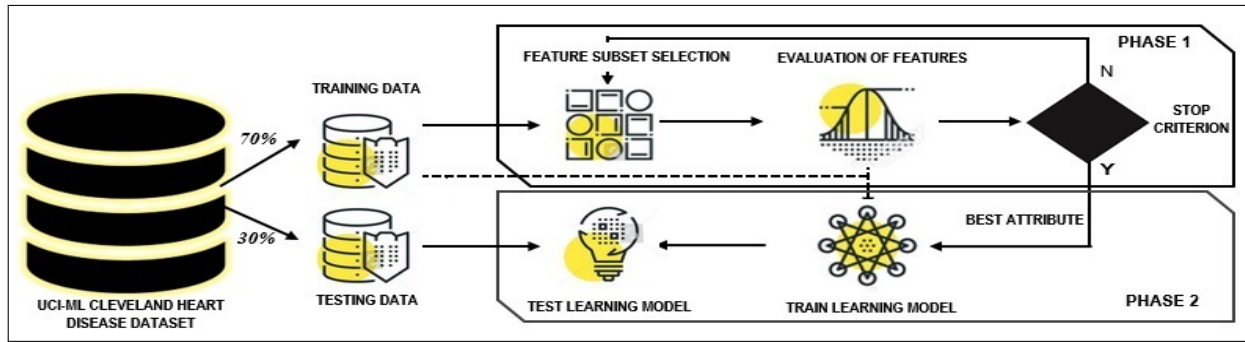 PHASE 1
FEATURE SUBSET SELECTION
EVALUATION OF FEATURES
N
TRAINING DATA
STOP
CRITERION
70%
Y
BEST ATTRIBUTE
30%
TESTING DATA
TEST LEARNING MODEL
TRAIN LEARNING MODEL
PHASE 2
UCI-ML CLEVELAND HEART
DISEASE DATASET